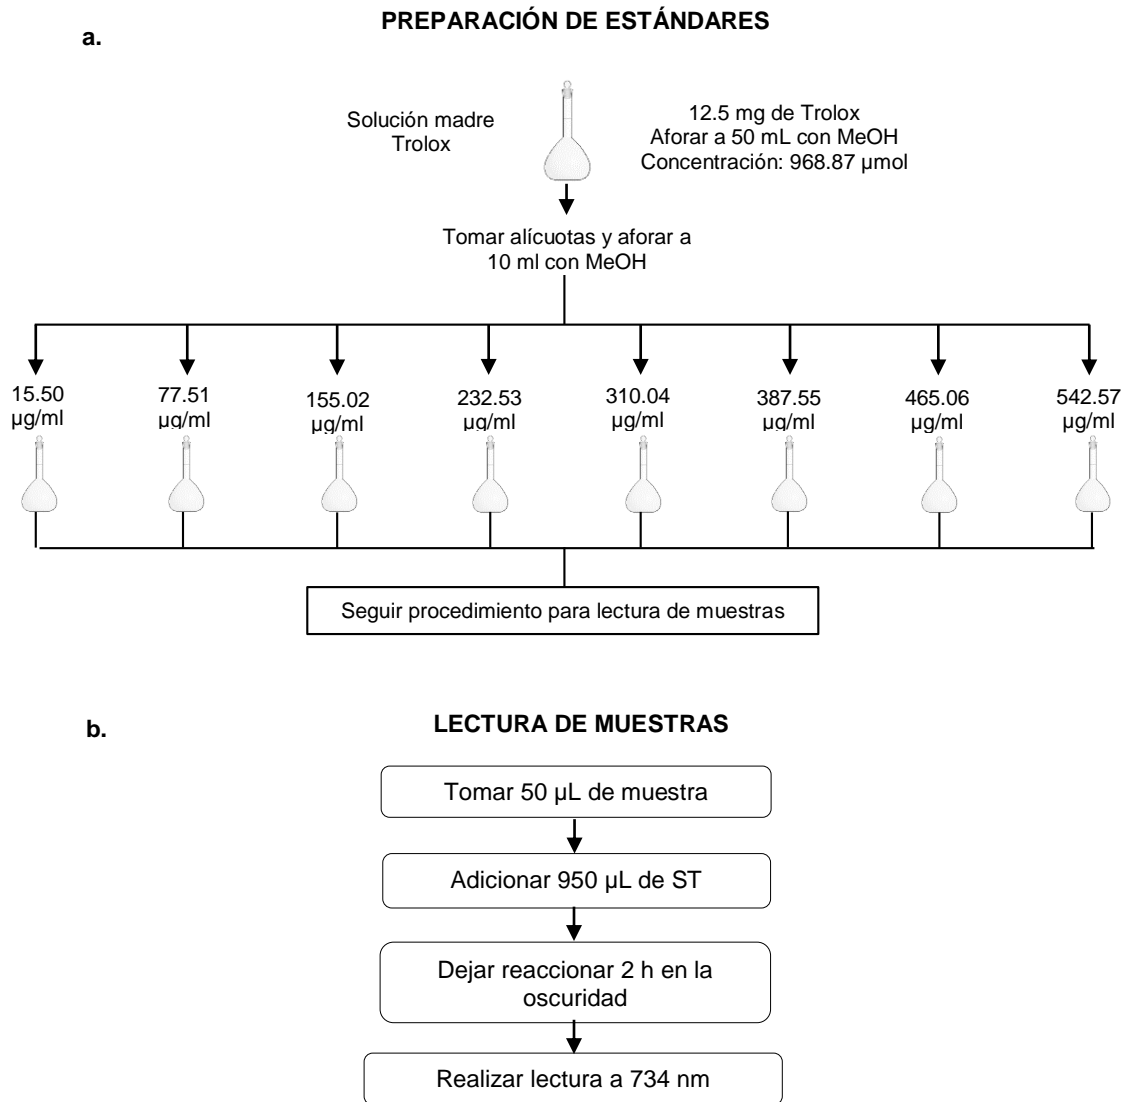 PREPARACIÓN DE ESTÁNDARES
a.
Solución madre
Trolox
12.5 mg de Trolox
Aforar a 50 mL con MeOH
Concentración: 968.87 µmol
Tomar alícuotas y aforar a
10 ml con MeOH
15.50
µg/ml
77.51
µg/ml
155.02
µg/ml
232.53
µg/ml
310.04
µg/ml
387.55
µg/ml
465.06
µg/ml
542.57
µg/ml
Seguir procedimiento para lectura de muestras
b.
LECTURA DE MUESTRAS
Tomar 50 µL de muestra
Adicionar 950 µL de ST
Dejar reaccionar 2 h en la
oscuridad
Realizar lectura a 734 nm